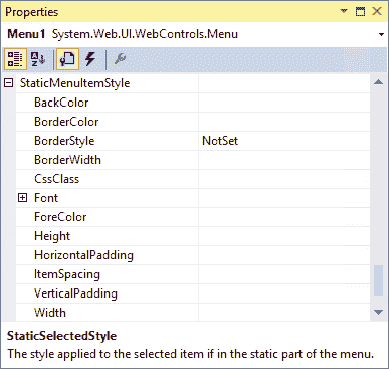 Properties
Menu1 System.Web.UI.WebControls.Menu
StaticMenuItemStyle
BackColor
BorderColor
BorderStyle NotSet
BorderWidth
CssClass
Font
ForeColor
Height
HorizontalPadding
ItemSpacing
VerticalPadding
Width
StaticSelectedStyle
The style applied to the selected item if in the static part of the menu.